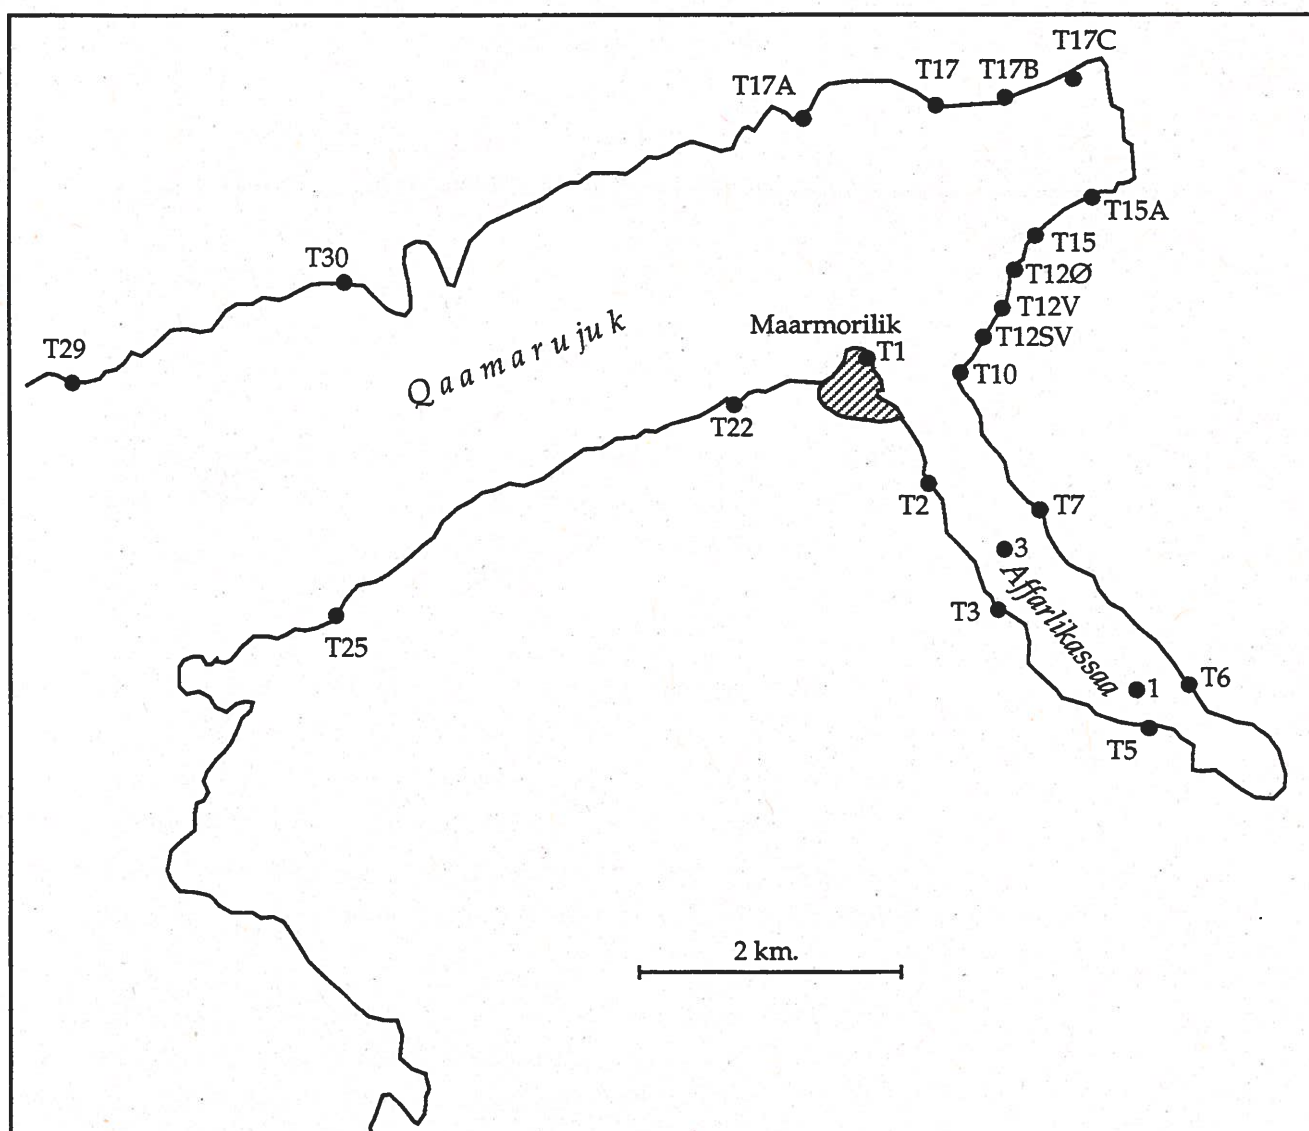 T17C
T17A
T17
T17B
T15A
T15
T12Ø
T12V
T12SV
T10
T30
T29
Qaamarujuk
Maarmorilik
T1
T22
T2
T7
3
Affarlikassaa
T3
T25
1
T6
T5
2 km.